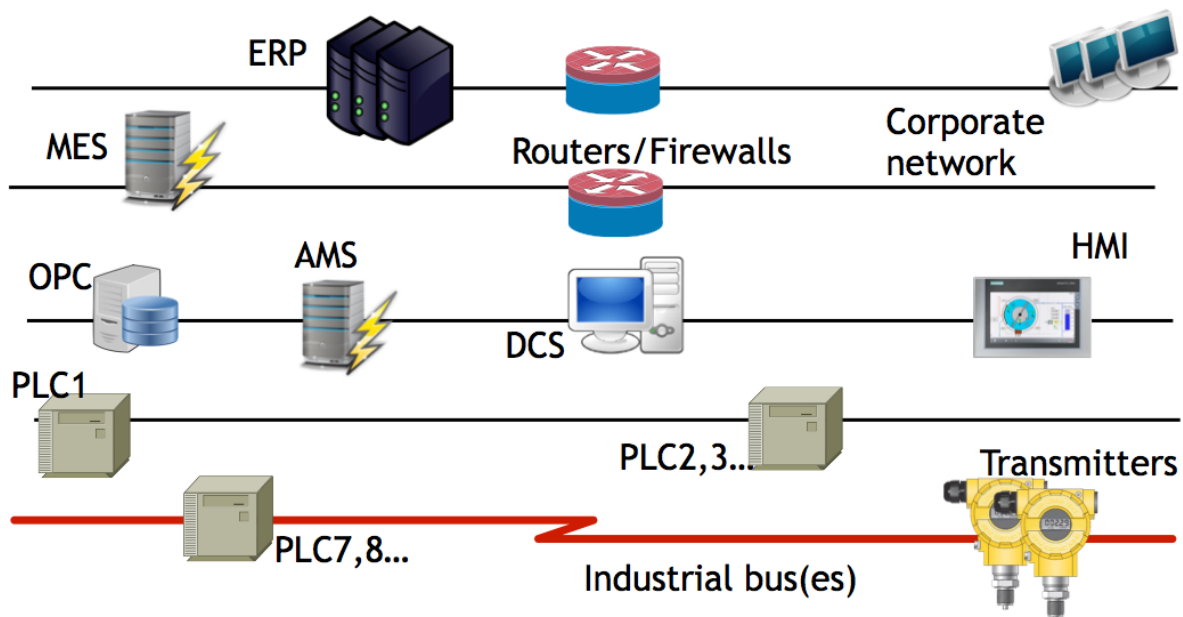 ERP
MES
Routers/Firewalls
Corporate
network
OPC
AMS
HMI
DCS
PLC1
PLC2,3...
Transmitters
PLC7,8...
Industrial bus(es)